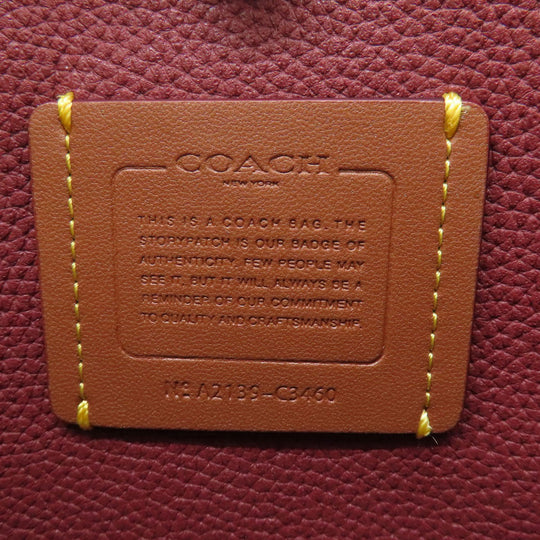 COACH
NEW YORK
THIS IS A COACH BAG. THE
STORYPATCH IS OUR BADGE OF
AUTHENTICITY. FEW PEOPLE MAY
SEE IT, BUT IT WILL ALWAYS BE A
REMINDER OF OUR COMMITMENT
TO QUALITY AND CRAFTSMANSHIP.
No A2139-C3460